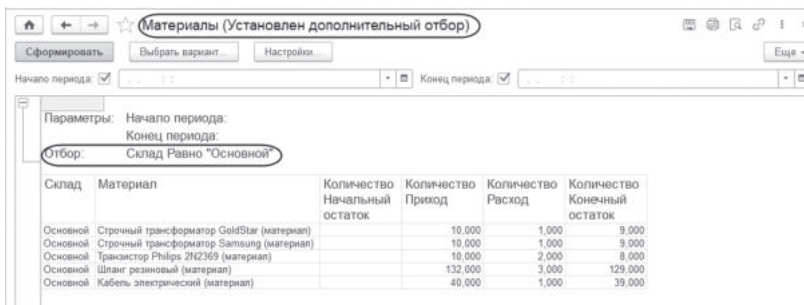 Материалы (Установлен дополнительный отбор)
Сформировать Выбрать вариант... Настройки... Еще
Начало периода: . . : : Конец периода: . . : :
Параметры: Начало периода:
Конец периода:
Отбор: Склад Равно "Основной"
Склад Материал Количество Начальный остаток Количество Приход Количество Расход Количество Конечный остаток
Основной Строчный трансформатор GoldStar (материал) 10,000 1,000 9,000
Основной Строчный трансформатор Samsung (материал) 10,000 1,000 9,000
Основной Транзистор Philips 2N2369 (материал) 10,000 2,000 8,000
Основной Шланг резиновый (материал) 132,000 3,000 129,000
Основной Кабель электрический (материал) 40,000 1,000 39,000